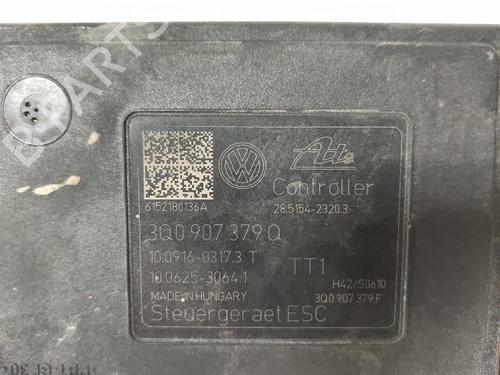 Ate
Controller
6152180136A
28.5154-2320.3
3Q0 907 379 Q
10.0916-0317.3 T
TT1
10.0625-3064.1
H42/S0610
MADE IN HUNGARY
3Q0 907 379 F
Steuergeraet ESC